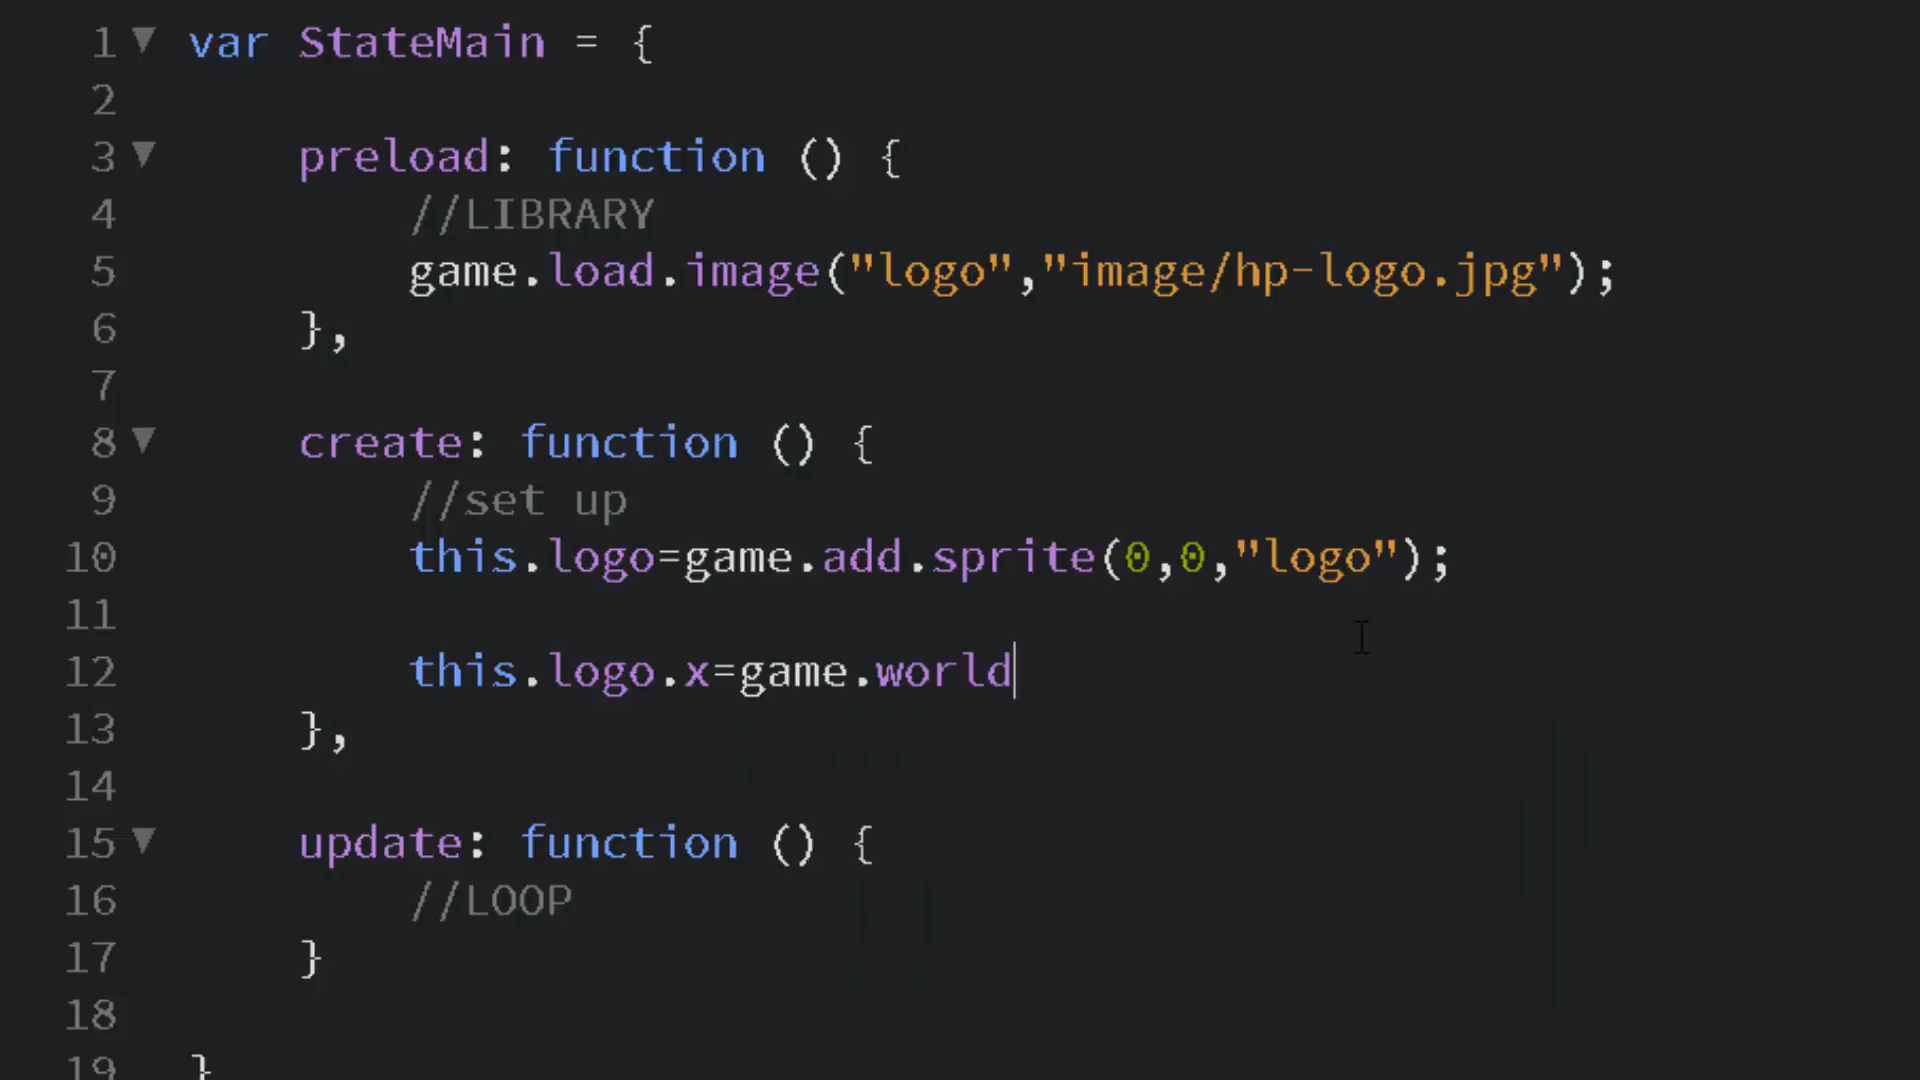 1 var StateMain = {
2
3 preload: function () {
4 //LIBRARY
5 game.load.image("logo","image/hp-logo.jpg");
6 },
7
8 create: function () {
9 //set up
10 this.logo=game.add.sprite(0,0,"logo");
11
12 this.logo.x=game.world
13 },
14
15 update: function () {
16 //LOOP
17 }
18
19 }